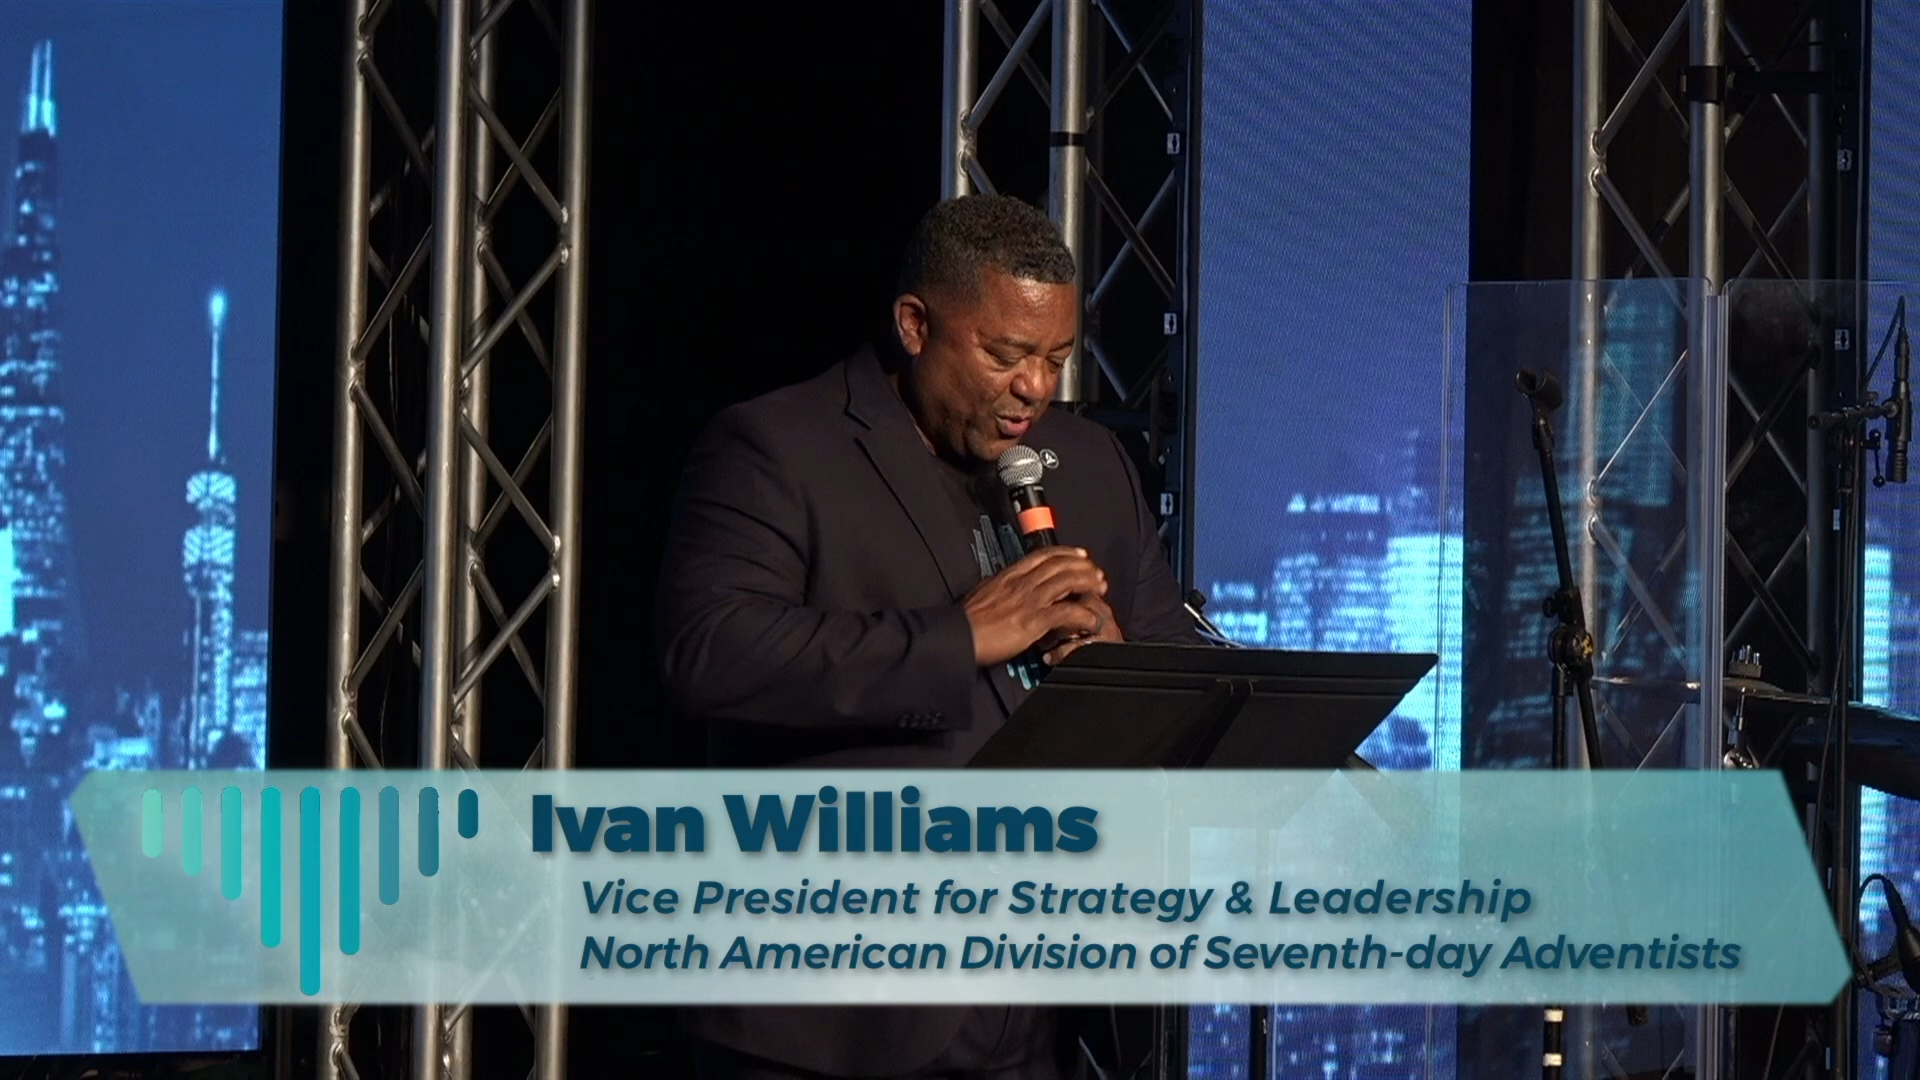 Ivan Williams
Vice President for Strategy & Leadership
North American Division of Seventh-day Adventists